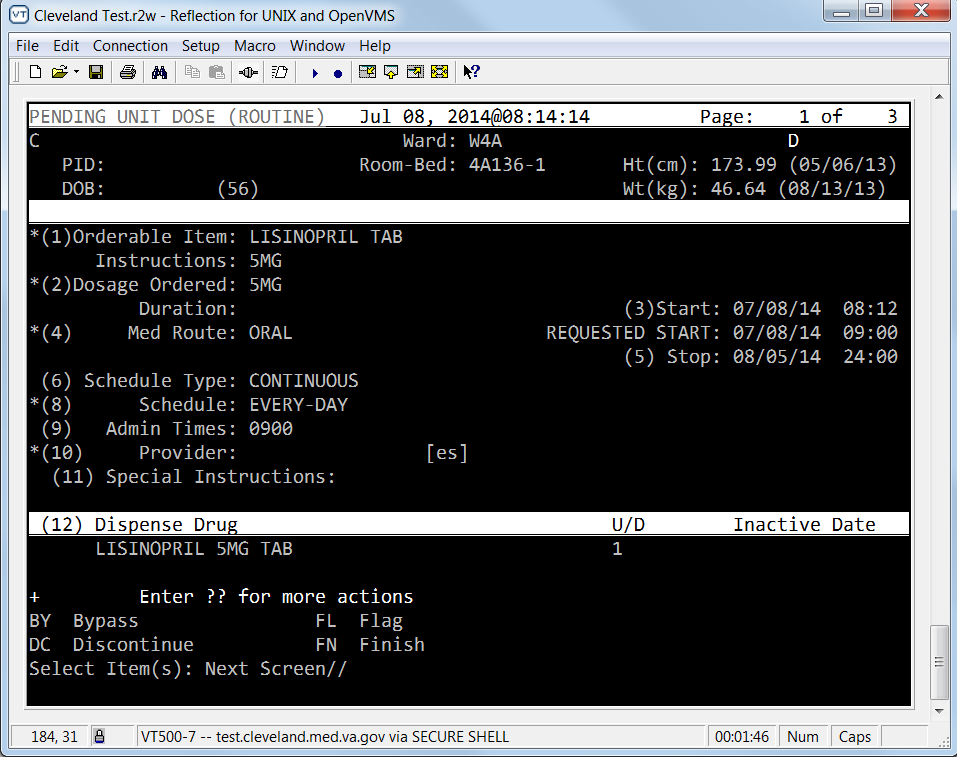 VT Cleveland Test.r2w - Reflection for UNIX and OpenVMS
File Edit Connection Setup Macro Window Help
PENDING UNIT DOSE (ROUTINE) Jul 08, 2014@08:14:14 Page: 1 of 3
C Ward: W4A D
PID: Room-Bed: 4A136-1 Ht(cm): 173.99 (05/06/13)
DOB: (56) Wt(kg): 46.64 (08/13/13)
*(1)Orderable Item: LISINOPRIL TAB
Instructions: 5MG
*(2)Dosage Ordered: 5MG
Duration: (3)Start: 07/08/14 08:12
*(4) Med Route: ORAL REQUESTED START: 07/08/14 09:00
(5) Stop: 08/05/14 24:00
(6) Schedule Type: CONTINUOUS
*(8) Schedule: EVERY-DAY
(9) Admin Times: 0900
*(10) Provider: [es]
(11) Special Instructions:
(12) Dispense Drug U/D Inactive Date
LISINOPRIL 5MG TAB 1
+ Enter ?? for more actions
BY Bypass FL Flag
DC Discontinue FN Finish
Select Item(s): Next Screen//
184, 31 VT500-7 -- test.cleveland.med.va.gov via SECURE SHELL 00:01:46 Num Caps